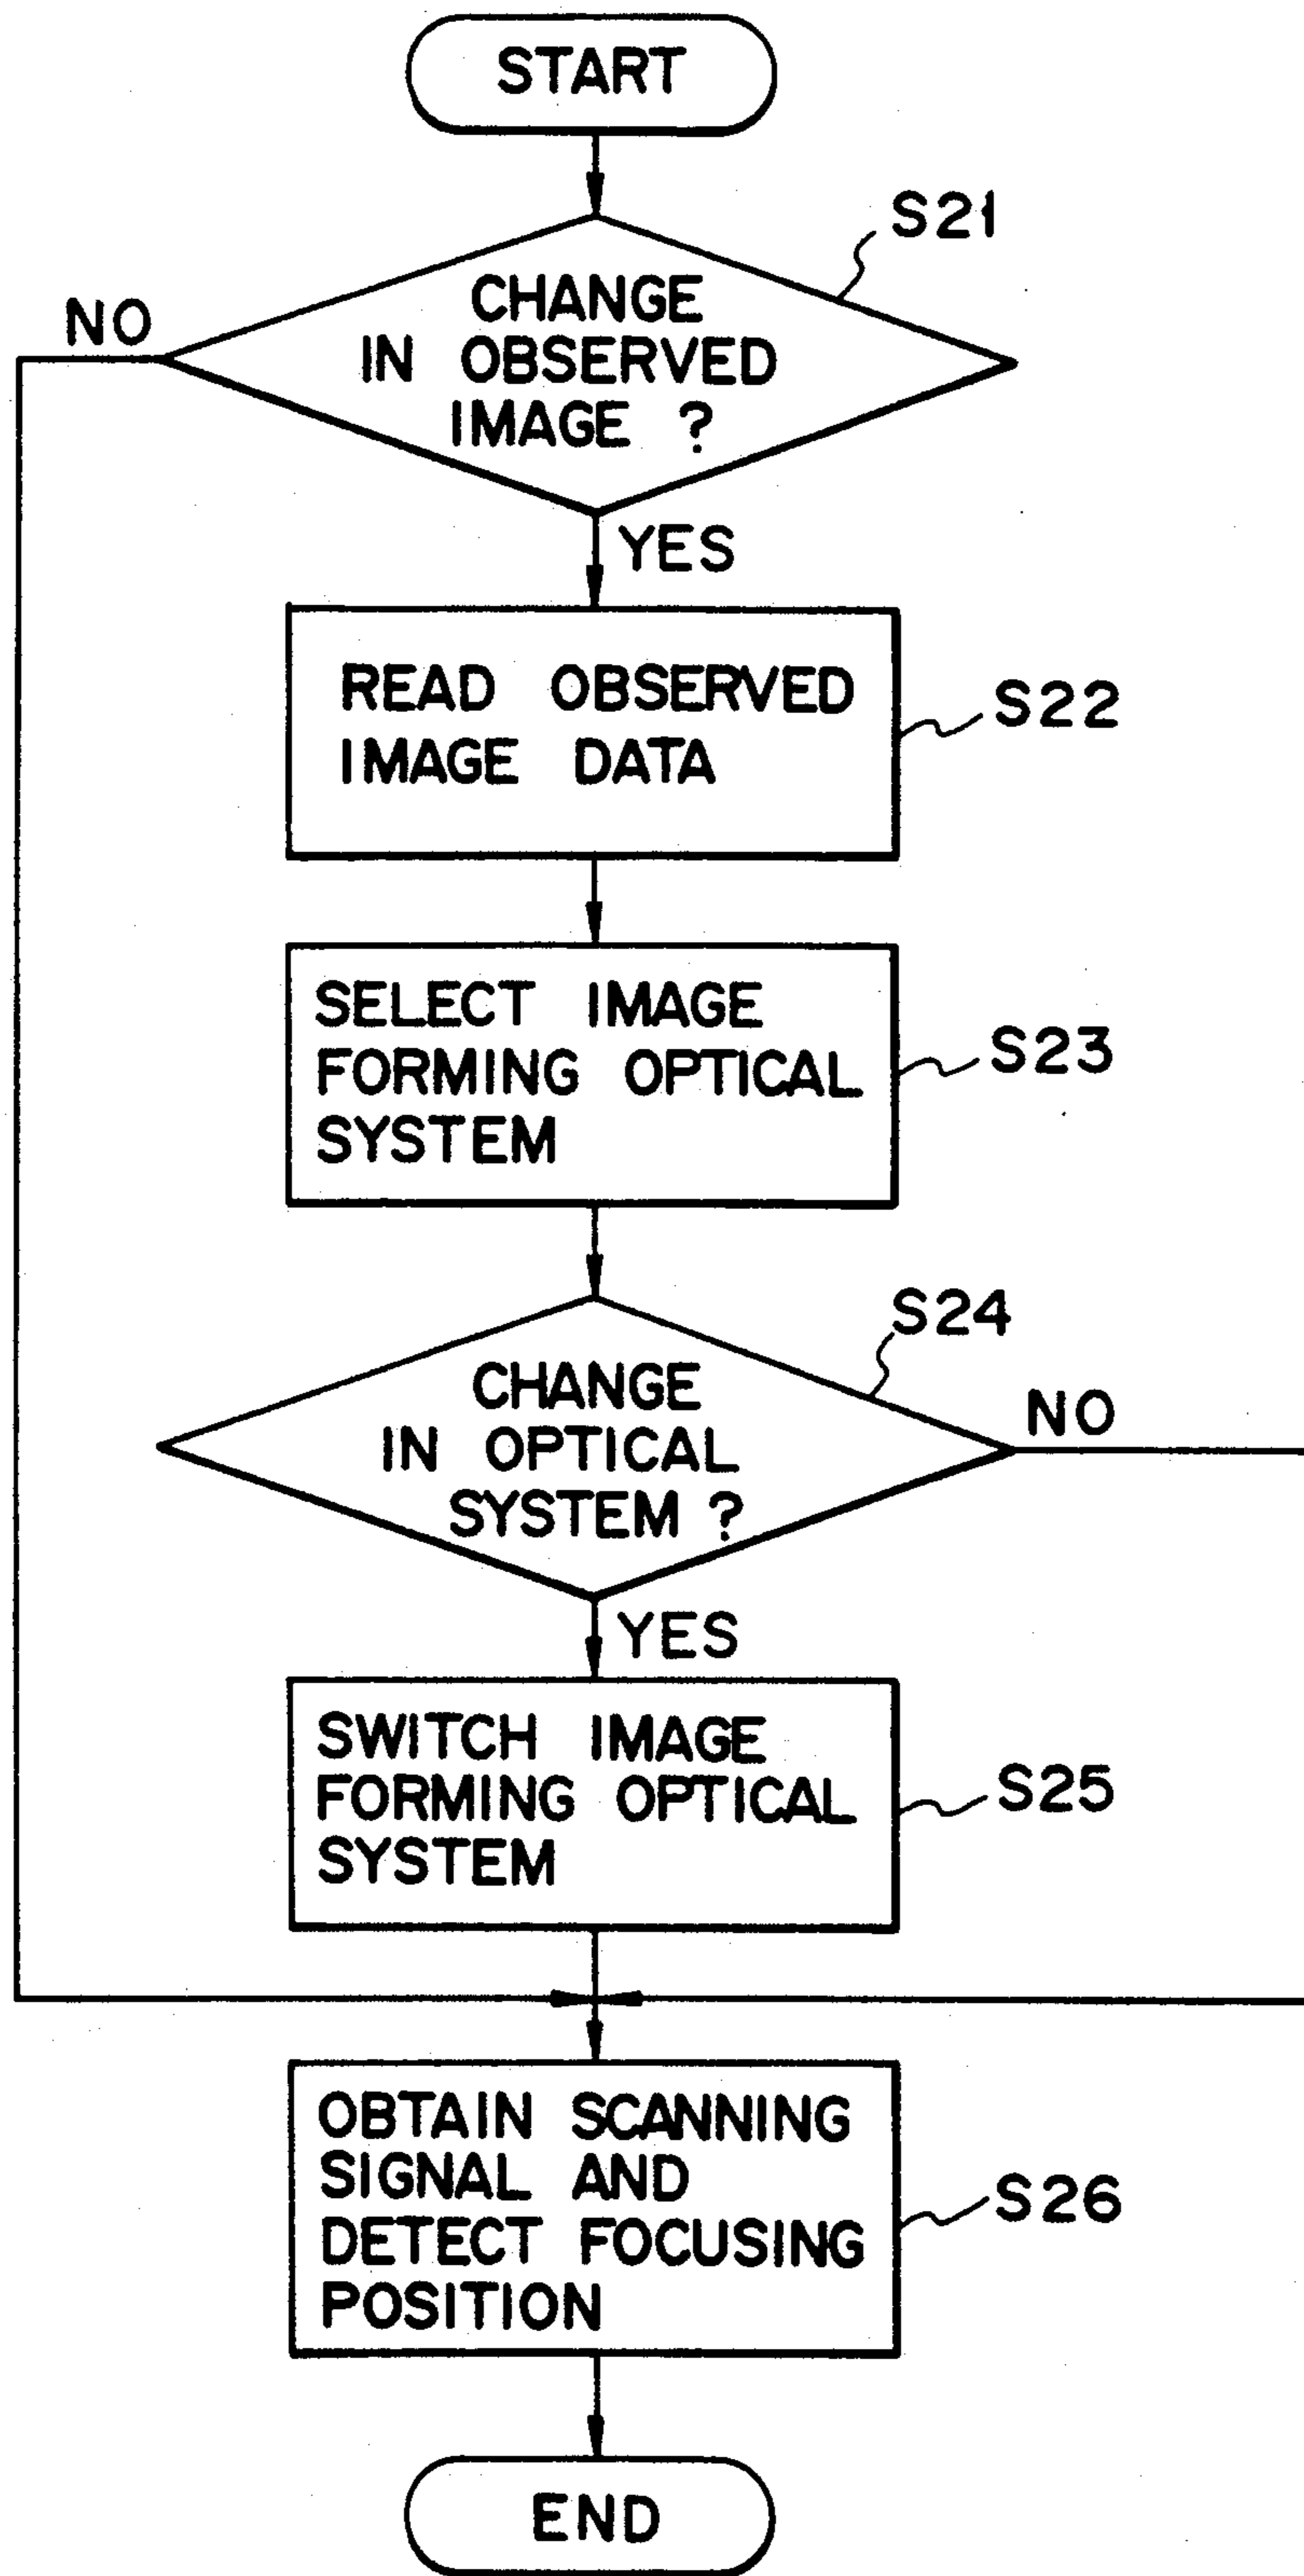 START
S21
NO
CHANGE
IN OBSERVED
IMAGE ?
YES
READ OBSERVED
IMAGE DATA
S22
SELECT IMAGE
FORMING OPTICAL
SYSTEM
S23
S24
CHANGE
IN OPTICAL
SYSTEM ?
NO
YES
SWITCH IMAGE
FORMING OPTICAL
SYSTEM
S25
OBTAIN SCANNING
SIGNAL AND
DETECT FOCUSING
POSITION
S26
END